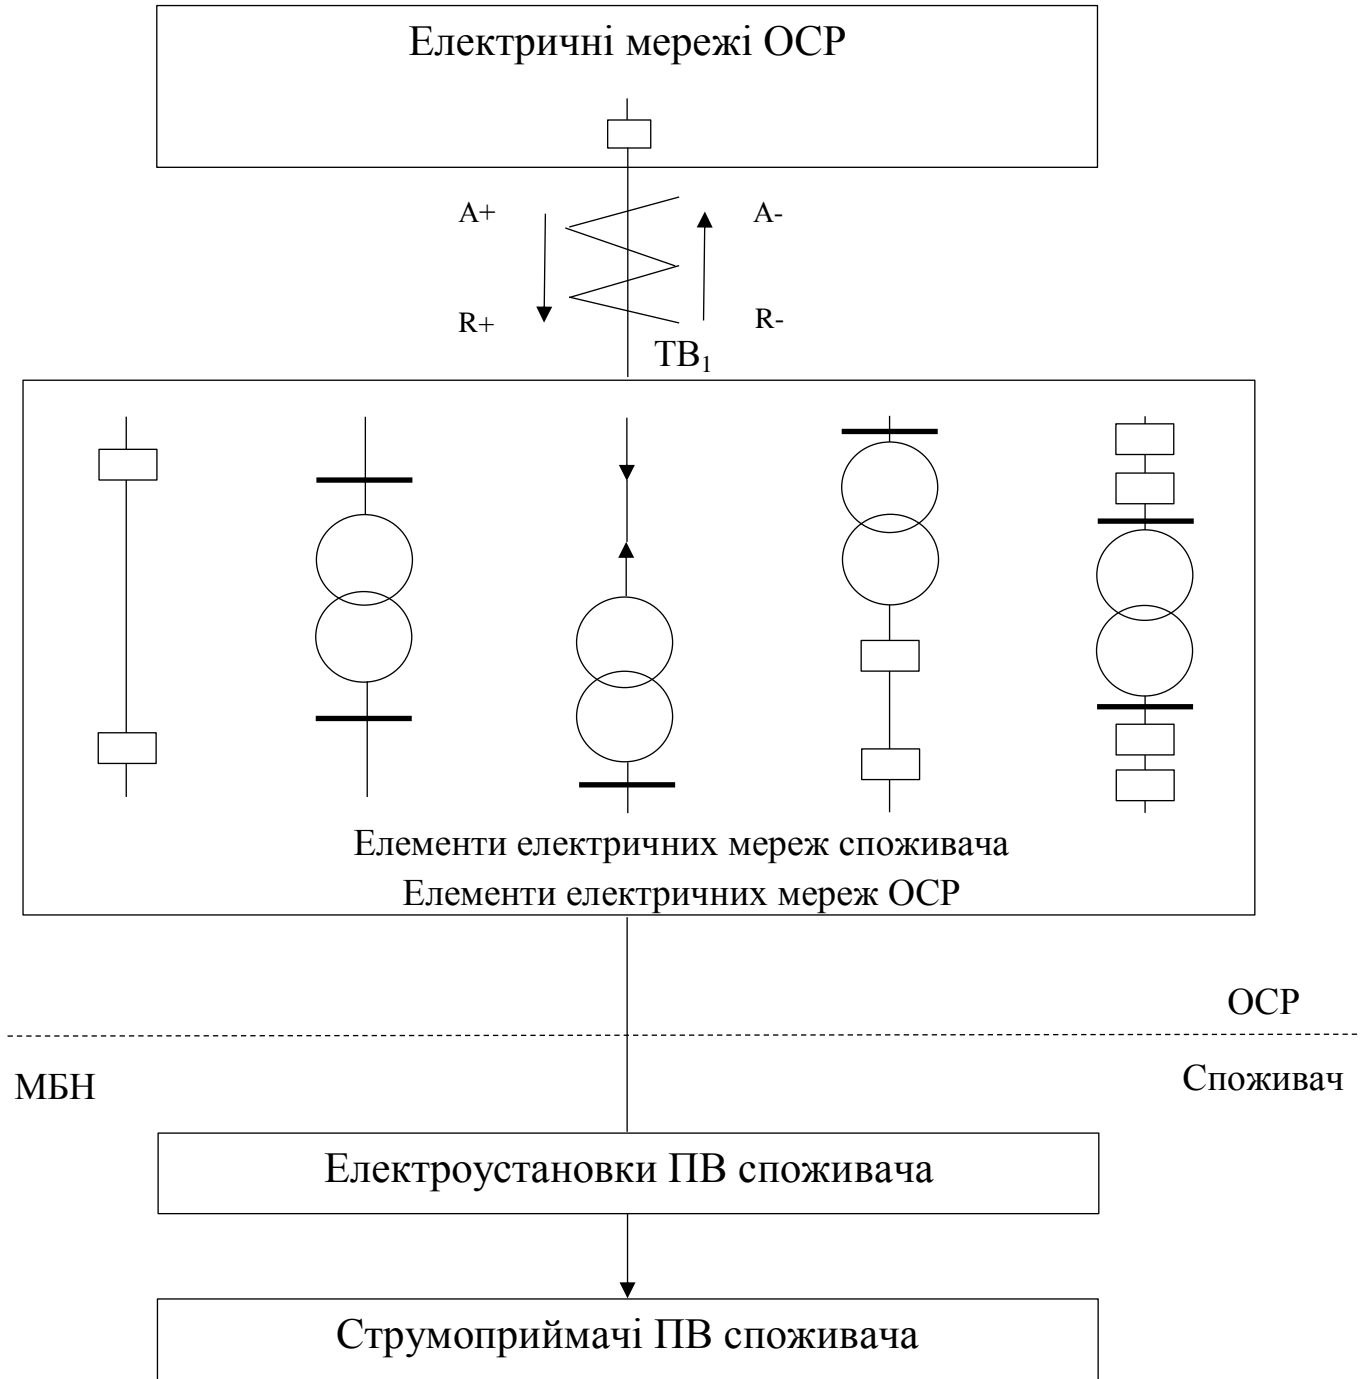 Електричні мережі ОСР
A+
A-
R+
R-
ТВ₁
Елементи електричних мереж споживача
Елементи електричних мереж ОСР
ОСР
МБН
Споживач
Електроустановки ПВ споживача
Струмоприймачі ПВ споживача